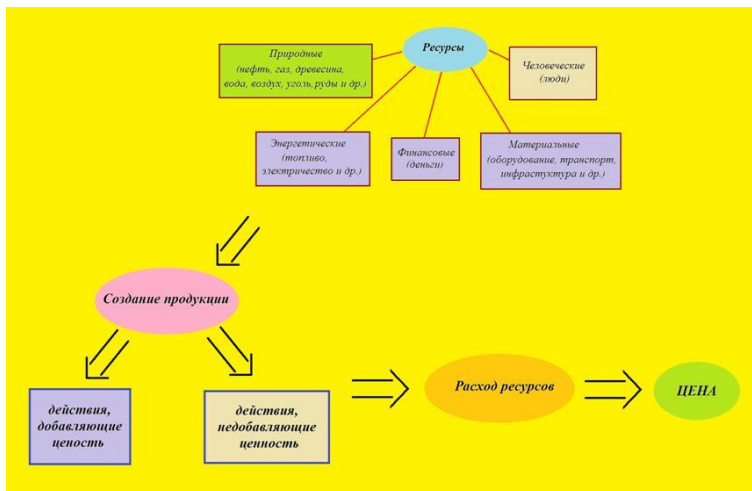 Ресурсы
Природные
(нефть, газ, древесина,
вода, воздух, уголь,руды и др.)
Человеческие
(люди)
Энергетические
(топливо,
электричество и др.)
Финансовые
(деньги)
Материальные
(оборудование, транспорт,
инфрастуктура и др.)
Создание продукции
действия,
добавляющие
ценость
действия,
недобавляющие
ценность
Расход ресурсов
ЦЕНА